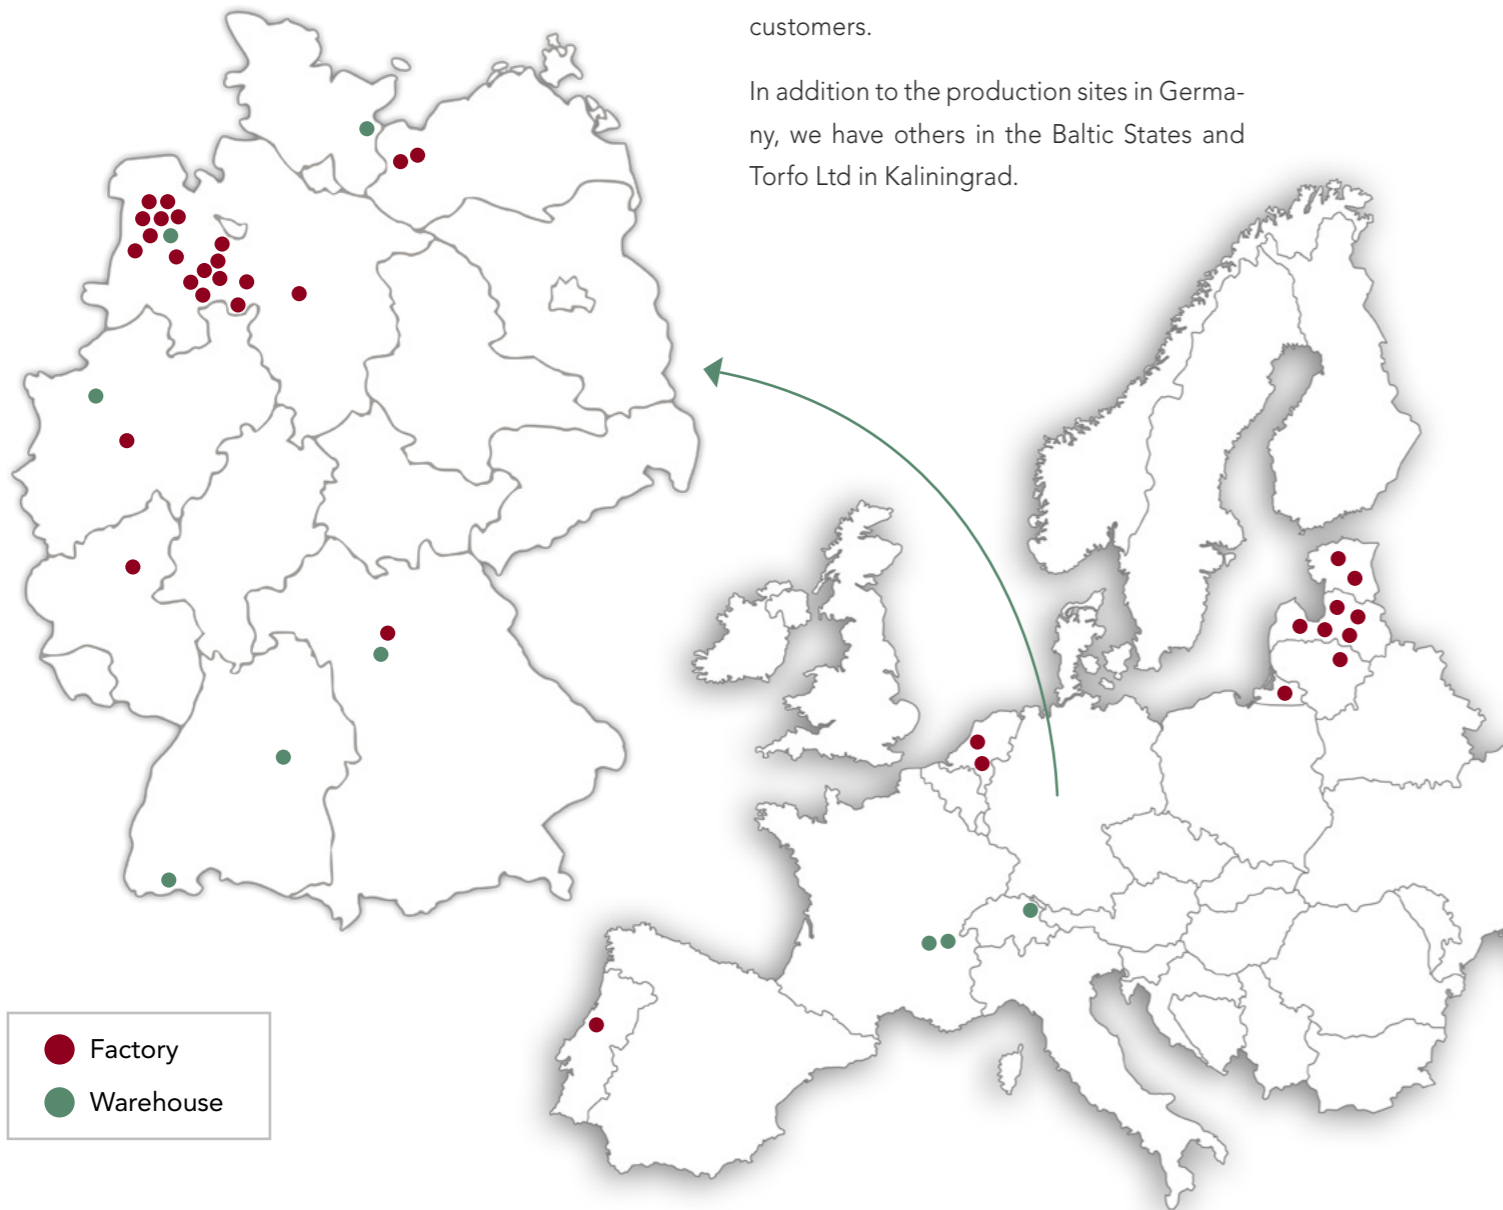 customers.
In addition to the production sites in Germa-
ny, we have others in the Baltic States and
Torfo Ltd in Kaliningrad.
Factory
Warehouse